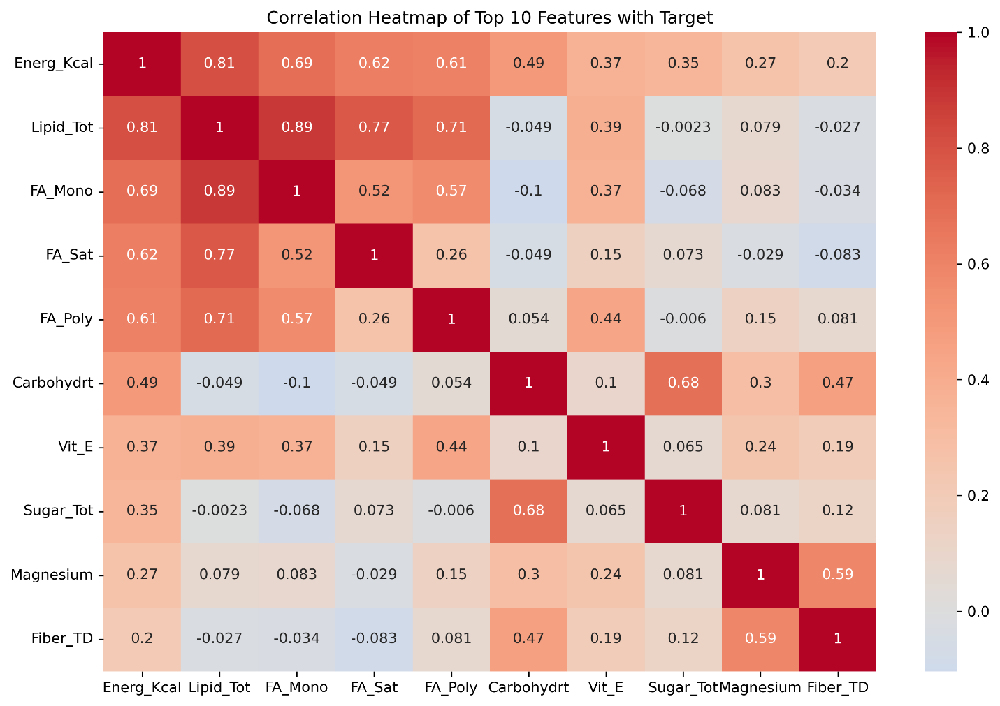 Correlation Heatmap of Top 10 Features with Target
Energ_Kcal 1 0.81 0.69 0.62 0.61 0.49 0.37 0.35 0.27 0.2
Lipid_Tot 0.81 1 0.89 0.77 0.71 -0.049 0.39 -0.0023 0.079 -0.027
FA_Mono 0.69 0.89 1 0.52 0.57 -0.1 0.37 -0.068 0.083 -0.034
FA_Sat 0.62 0.77 0.52 1 0.26 -0.049 0.15 0.073 -0.029 -0.083
FA_Poly 0.61 0.71 0.57 0.26 1 0.054 0.44 -0.006 0.15 0.081
Carbohydrt 0.49 -0.049 -0.1 -0.049 0.054 1 0.1 0.68 0.3 0.47
Vit_E 0.37 0.39 0.37 0.15 0.44 0.1 1 0.065 0.24 0.19
Sugar_Tot 0.35 -0.0023 -0.068 0.073 -0.006 0.68 0.065 1 0.081 0.12
Magnesium 0.27 0.079 0.083 -0.029 0.15 0.3 0.24 0.081 1 0.59
Fiber_TD 0.2 -0.027 -0.034 -0.083 0.081 0.47 0.19 0.12 0.59 1
Energ_Kcal Lipid_Tot FA_Mono FA_Sat FA_Poly Carbohydrt Vit_E Sugar_Tot Magnesium Fiber_TD
1.0
0.8
0.6
0.4
0.2
0.0